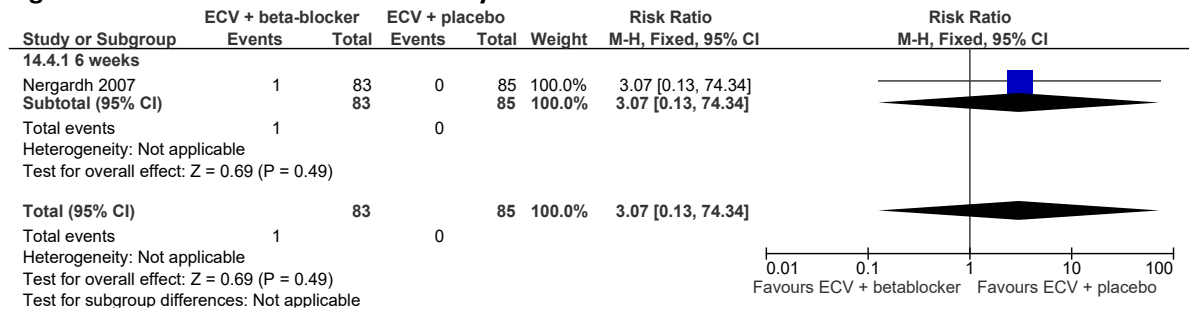 ECV + beta-blocker ECV + placebo Risk Ratio Risk Ratio
Study or Subgroup Events Total Events Total Weight M-H, Fixed, 95% CI M-H, Fixed, 95% CI
14.4.1 6 weeks
Nergardh 2007 1 83 0 85 100.0% 3.07 [0.13, 74.34]
Subtotal (95% CI) 83 85 100.0% 3.07 [0.13, 74.34]
Total events 1 0
Heterogeneity: Not applicable
Test for overall effect: Z = 0.69 (P = 0.49)
Total (95% CI) 83 85 100.0% 3.07 [0.13, 74.34]
Total events 1 0
Heterogeneity: Not applicable
Test for overall effect: Z = 0.69 (P = 0.49)
Test for subgroup differences: Not applicable
0.01 0.1 1 10 100
Favours ECV + betablocker Favours ECV + placebo